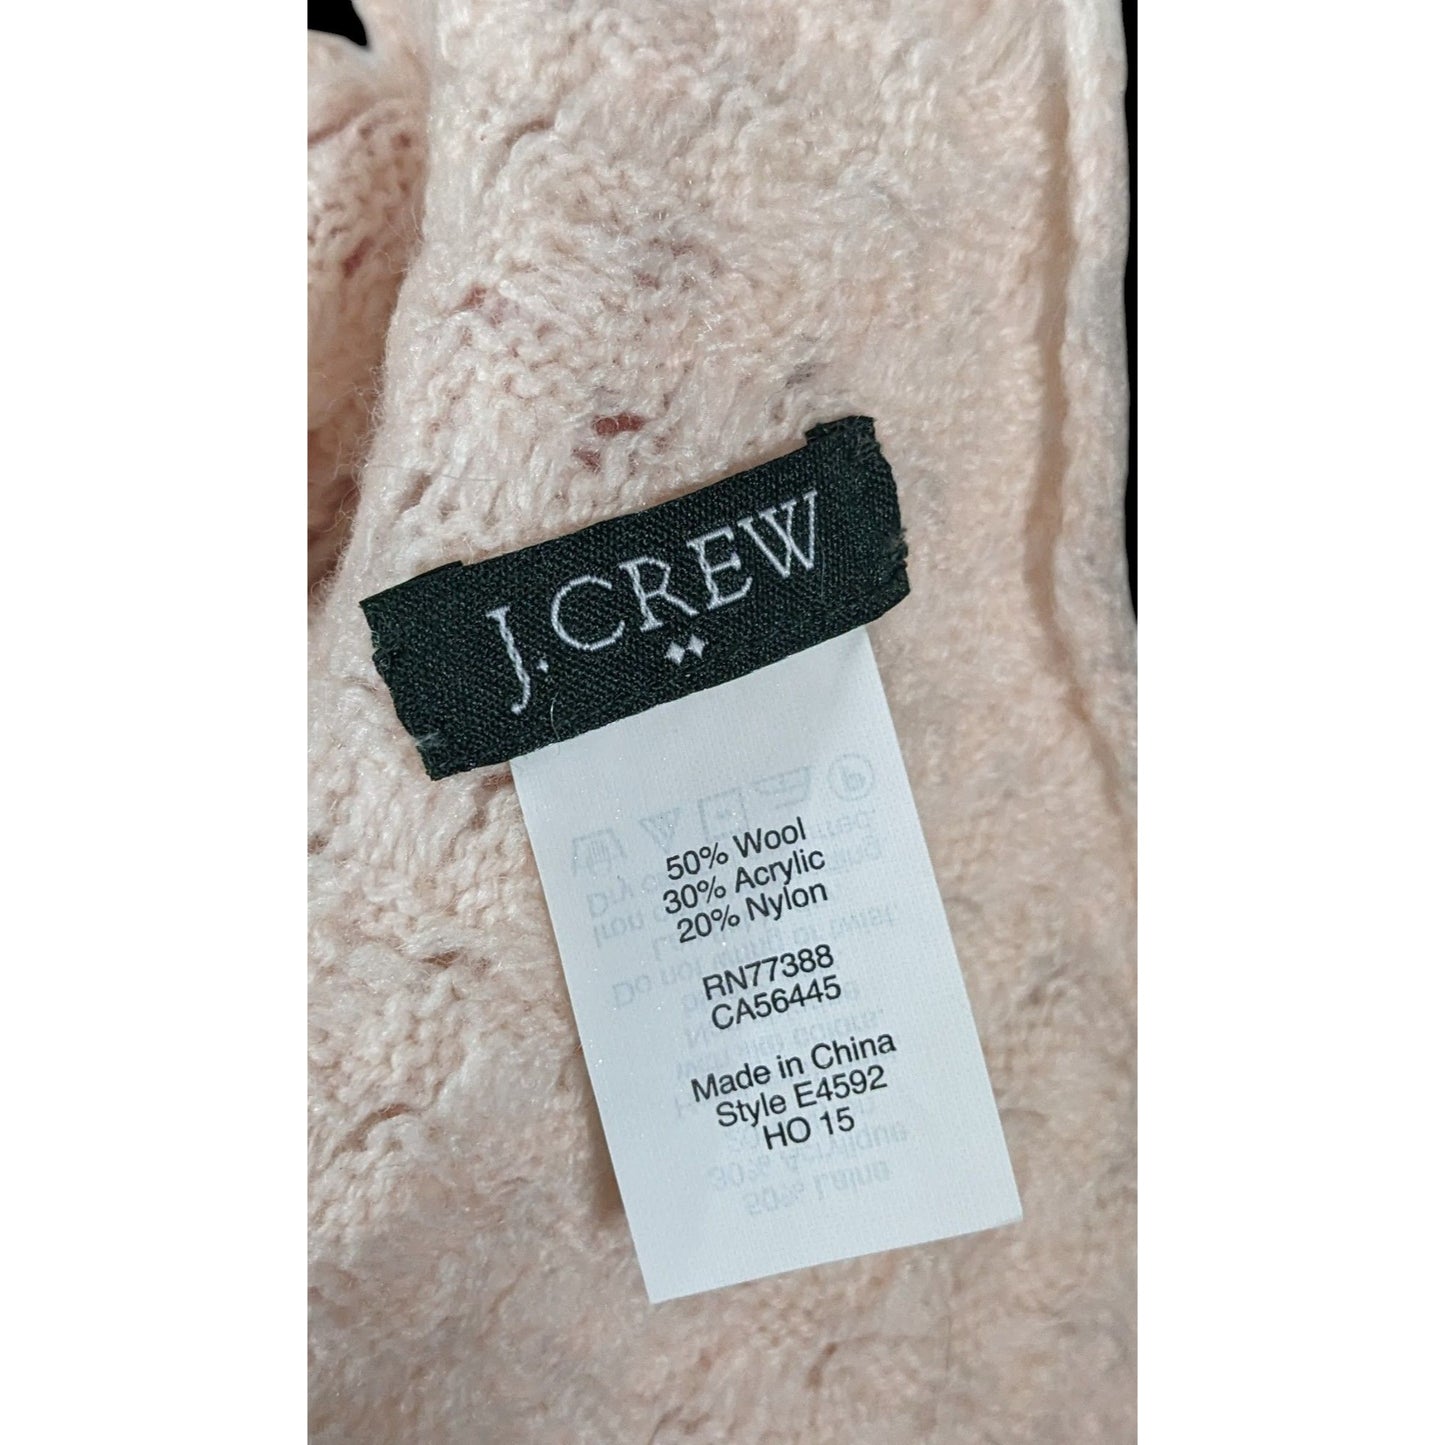 J.CREW
50% Wool
30% Acrylic
20% Nylon
RN77388
CA56445
Made in China
Style E4592
HO 15